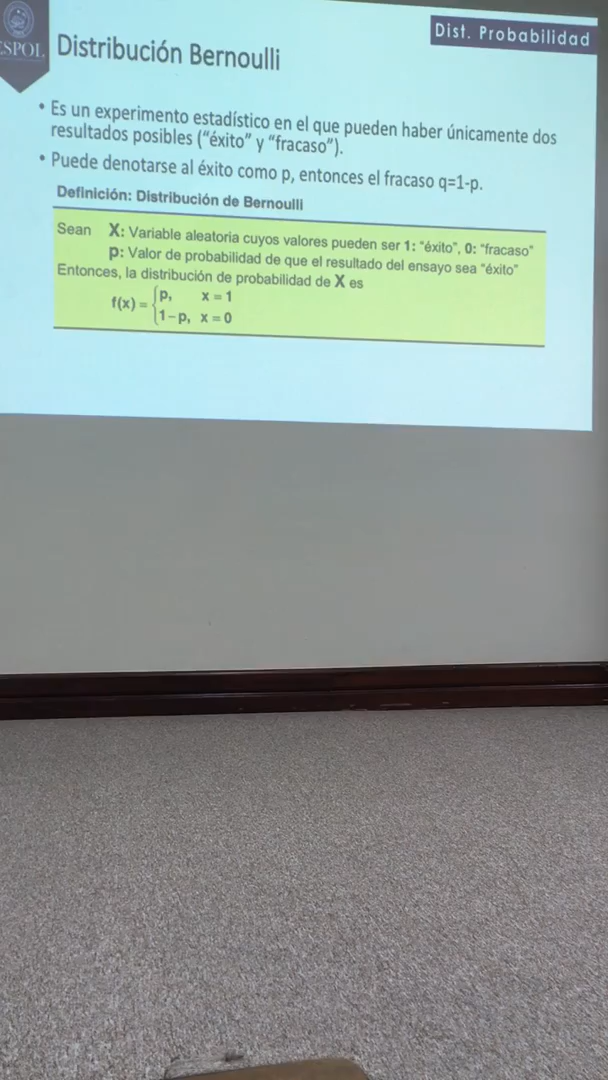 ESPOL
Dist. Probabilidad
Distribución Bernoulli
• Es un experimento estadístico en el que pueden haber únicamente dos
resultados posibles (“éxito” y “fracaso”).
• Puede denotarse al éxito como p, entonces el fracaso q=1-p.
Definición: Distribución de Bernoulli
Sean X: Variable aleatoria cuyos valores pueden ser 1: “éxito”, 0: “fracaso”
p: Valor de probabilidad de que el resultado del ensayo sea “éxito”
Entonces, la distribución de probabilidad de X es
f(x) = {p, x = 1
1-p, x = 0